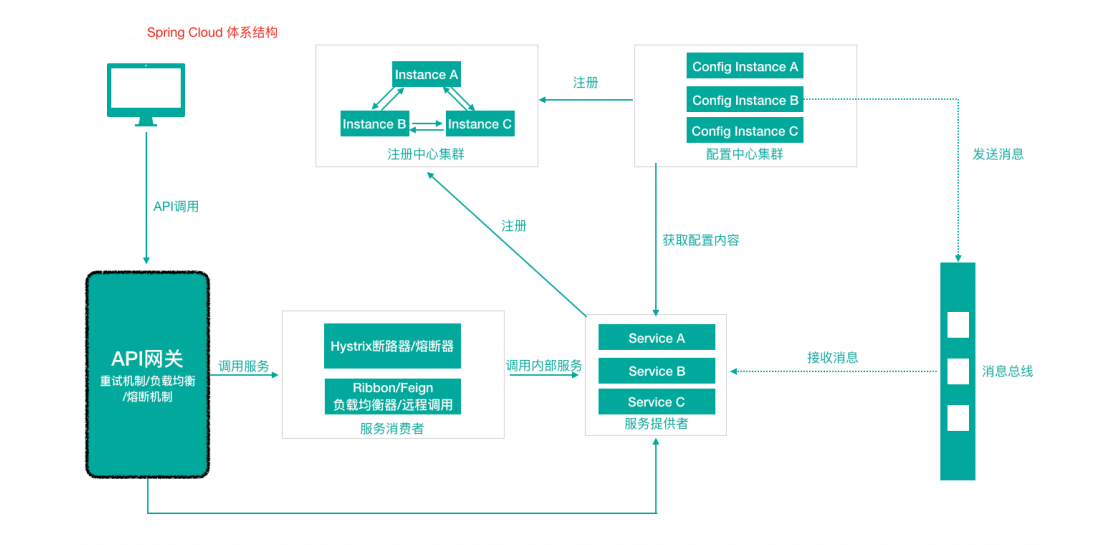 Spring Cloud 体系结构
Instance A
Instance B
Instance C
注册中心集群
注册
Config Instance A
Config Instance B
Config Instance C
配置中心集群
发送消息
API调用
注册
获取配置内容
API网关
重试机制/负载均衡
/熔断机制
调用服务
Hystrix断路器/熔断器
Ribbon/Feign
负载均衡器/远程调用
服务消费者
调用内部服务
Service A
Service B
Service C
服务提供者
接收消息
消息总线